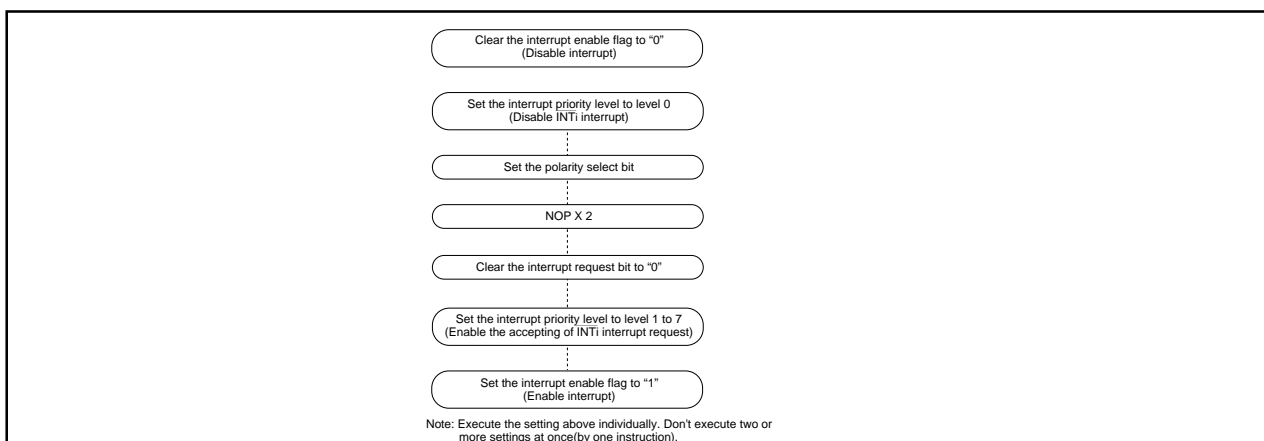 Clear the interrupt enable flag to “0”
(Disable interrupt)
Set the interrupt priority level to level 0
(Disable INTi interrupt)
Set the polarity select bit
NOP X 2
Clear the interrupt request bit to “0”
Set the interrupt priority level to level 1 to 7
(Enable the accepting of INTi interrupt request)
Set the interrupt enable flag to “1”
(Enable interrupt)
Note: Execute the setting above individually. Don't execute two or
more settings at once(by one instruction).